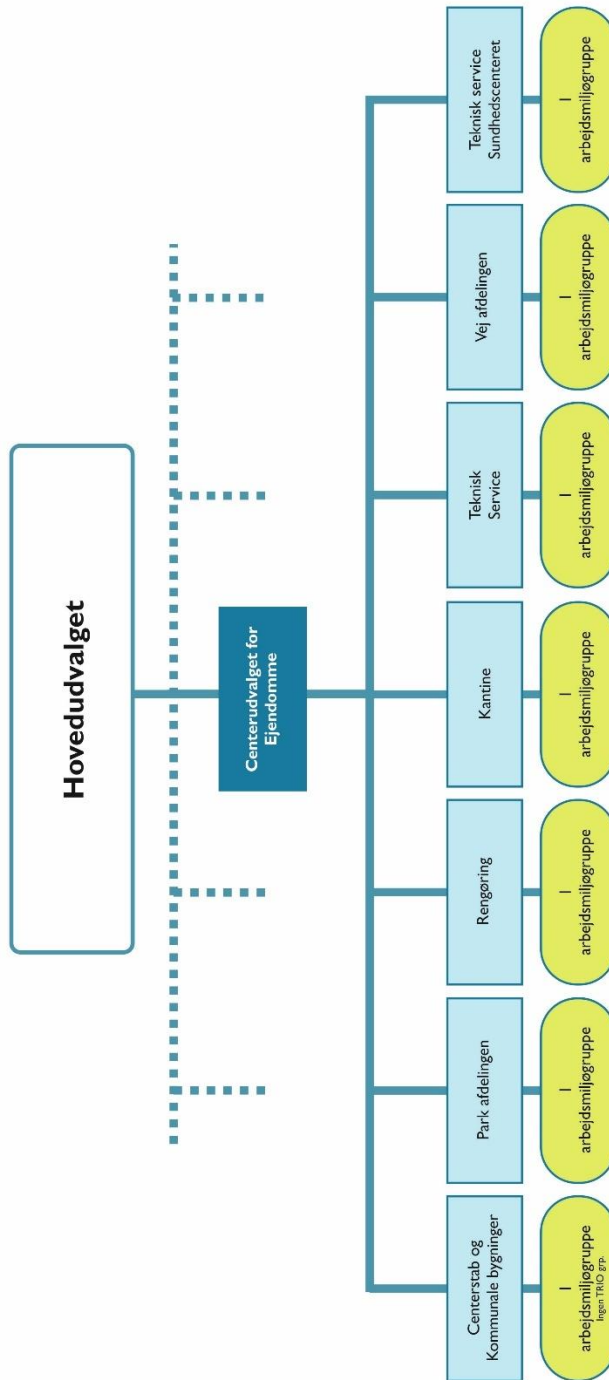 Hovedudvalget
Centerudvalget for
Ejendomme
Centerstab og
Kommunale bygninger
Park afdelingen
Rengøring
Kantine
Teknisk
Service
Vej afdelingen
Teknisk service
Sundhedscenteret
1
arbejdsmiljøgruppe
Ingen TRIO grp.
1
arbejdsmiljøgruppe
1
arbejdsmiljøgruppe
1
arbejdsmiljøgruppe
1
arbejdsmiljøgruppe
1
arbejdsmiljøgruppe
1
arbejdsmiljøgruppe